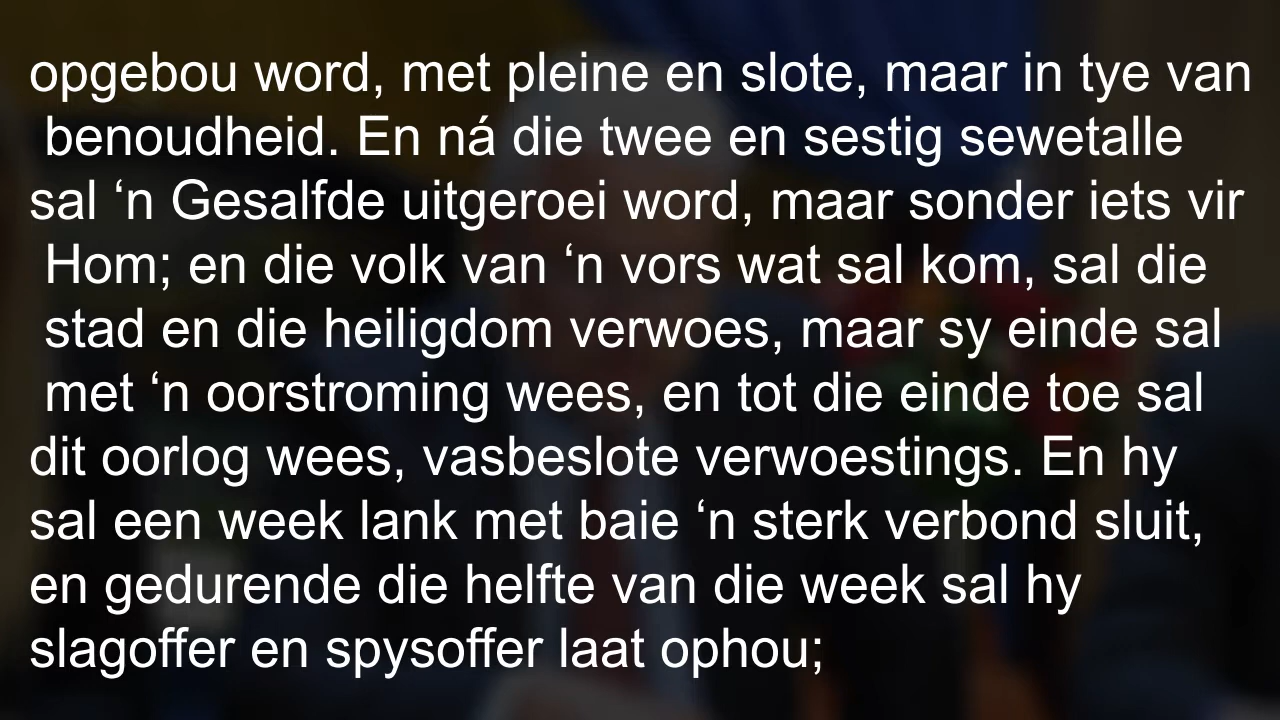 opgebou word, met pleine en slote, maar in tye van
benoudheid. En ná die twee en sestig sewetalle
sal ‘n Gesalfde uitgeroei word, maar sonder iets vir
Hom; en die volk van ‘n vors wat sal kom, sal die
stad en die heiligdom verwoes, maar sy einde sal
met ‘n oorstroming wees, en tot die einde toe sal
dit oorlog wees, vasbeslote verwoestings. En hy
sal een week lank met baie ‘n sterk verbond sluit,
en gedurende die helfte van die week sal hy
slagoffer en spysoffer laat ophou;